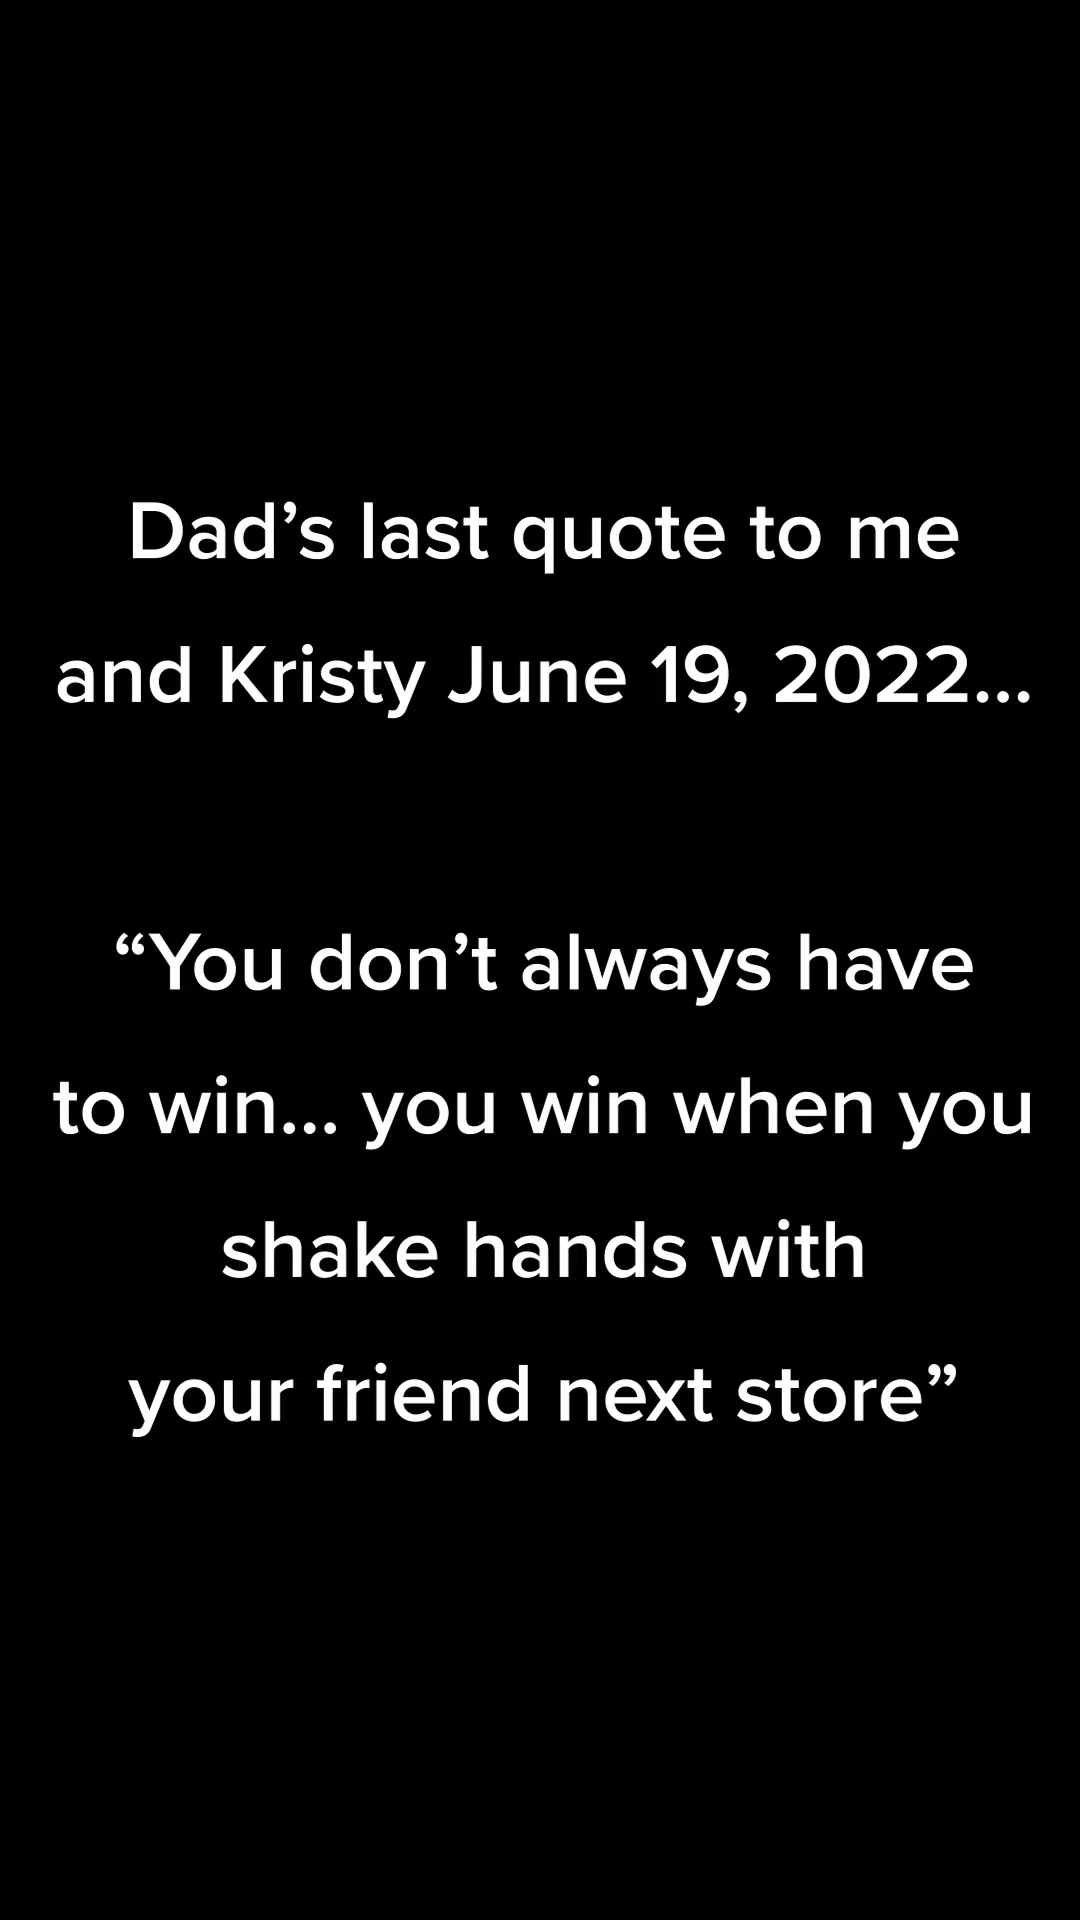 Dad’s last quote to me
and Kristy June 19, 2022...
“You don’t always have
to win... you win when you
shake hands with
your friend next store”